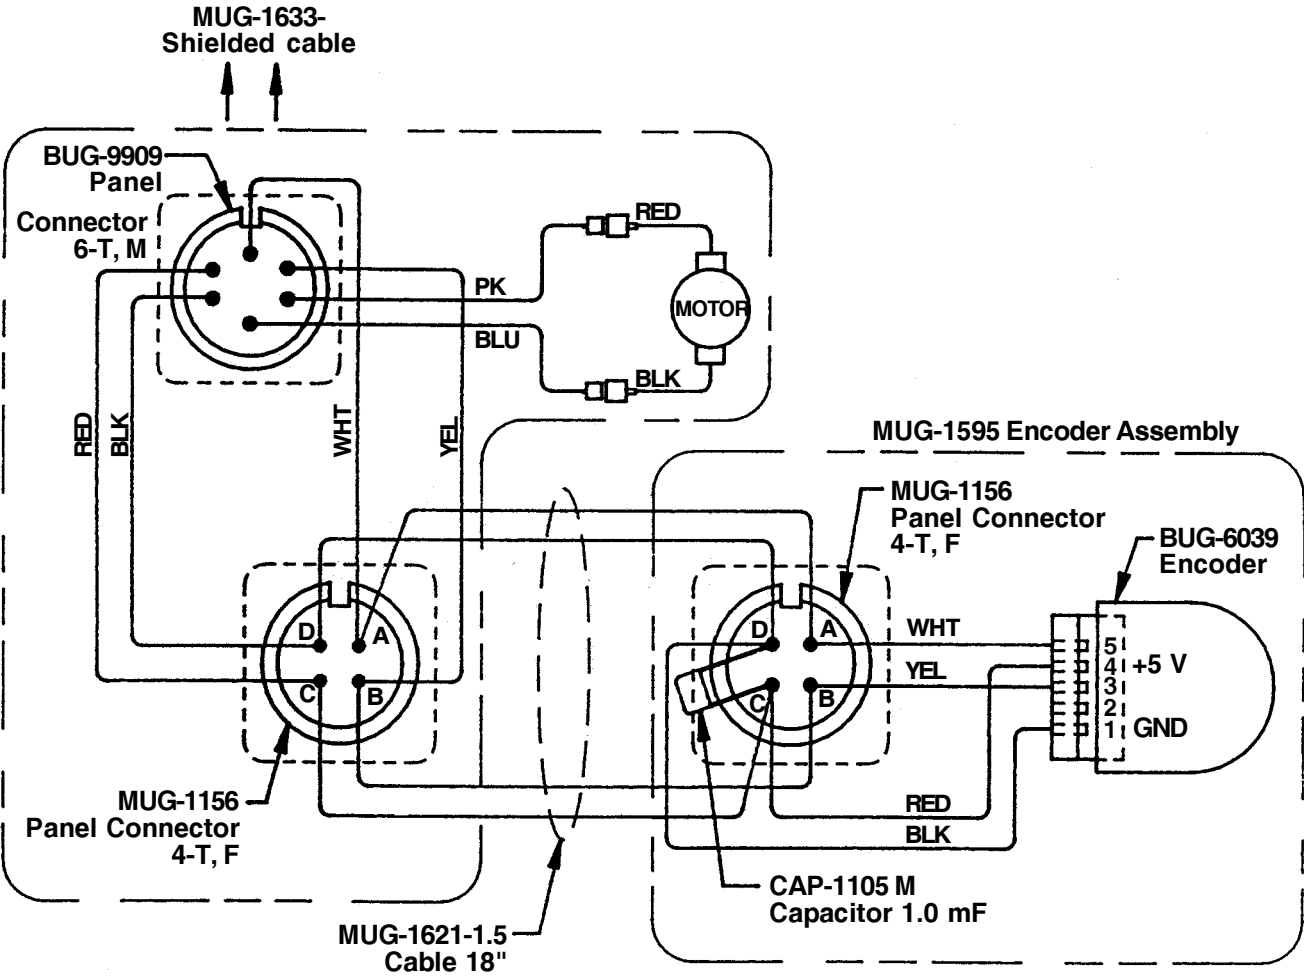 MUG-1633-
Shielded cable
BUG-9909
Panel
Connector
6-T, M
RED
PK
MOTOR
BLU
BLK
RED
BLK
WHT
YEL
MUG-1595 Encoder Assembly
MUG-1156
Panel Connector
4-T, F
BUG-6039
Encoder
D
A
C
B
D
A
C
B
WHT
YEL
5
4
+5 V
3
2
1
GND
RED
BLK
MUG-1156
Panel Connector
4-T, F
CAP-1105 M
Capacitor 1.0 mF
MUG-1621-1.5
Cable 18"